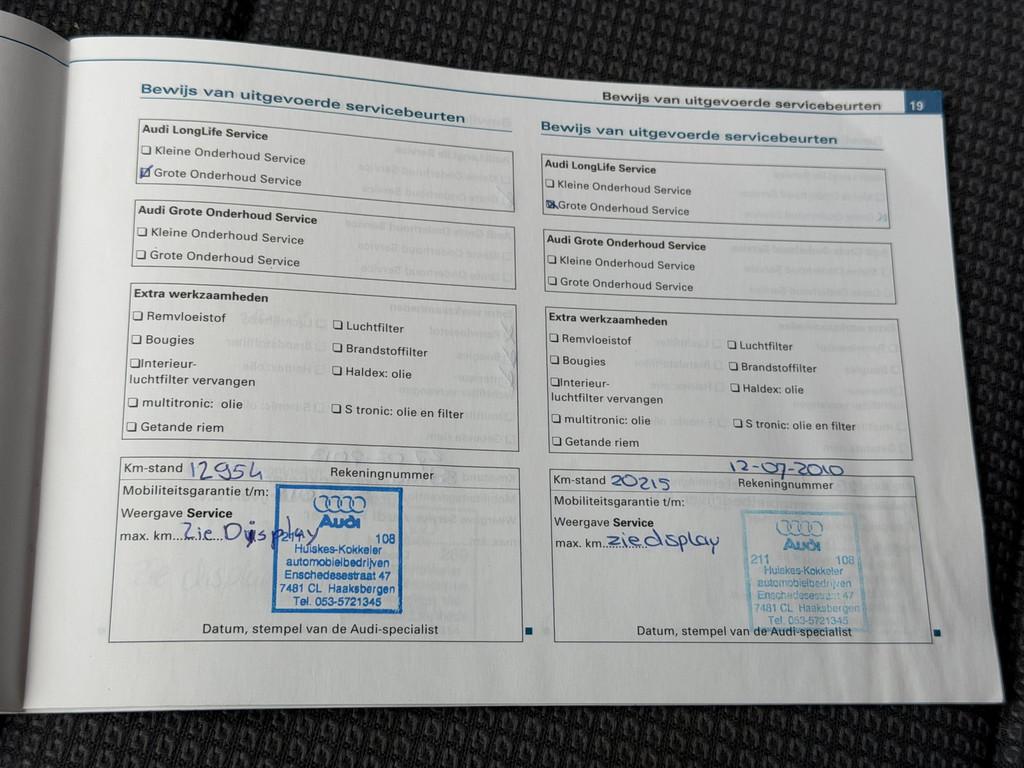 Bewijs van uitgevoerde servicebeurten 19
Bewijs van uitgevoerde servicebeurten
Audi LongLife Service
Kleine Onderhoud Service
Grote Onderhoud Service
Audi Grote Onderhoud Service
Kleine Onderhoud Service
Grote Onderhoud Service
Extra werkzaamheden
Remvloeistof
Luchtfilter
Bougies
Brandstoffilter
Interieur-
luchtfilter vervangen
Haldex: olie
multitronic: olie
S tronic: olie en filter
Getande riem
Km-stand 12954 Rekeningnummer
Mobiliteitsgarantie t/m:
Weergave Service
max. km...Zie Display
Audi
211 108
Huiskes-Kokkeler
automobielbedrijven
Enschedesestraat 47
7481 CL Haaksbergen
Tel. 053-5721345
Datum, stempel van de Audi-specialist
Bewijs van uitgevoerde servicebeurten
Audi LongLife Service
Kleine Onderhoud Service
Grote Onderhoud Service
Audi Grote Onderhoud Service
Kleine Onderhoud Service
Grote Onderhoud Service
Extra werkzaamheden
Remvloeistof
Luchtfilter
Bougies
Brandstoffilter
Interieur-
luchtfilter vervangen
Haldex: olie
multitronic: olie
S tronic: olie en filter
Getande riem
12-07-2010
Km-stand 20215 Rekeningnummer
Mobiliteitsgarantie t/m:
Weergave Service
max. km...ziedsplay
Audi
211 108
Huiskes-Kokkeler
automobielbedrijven
Enschedesestraat 47
7481 CL Haaksbergen
Tel. 053-5721345
Datum, stempel van de Audi-specialist